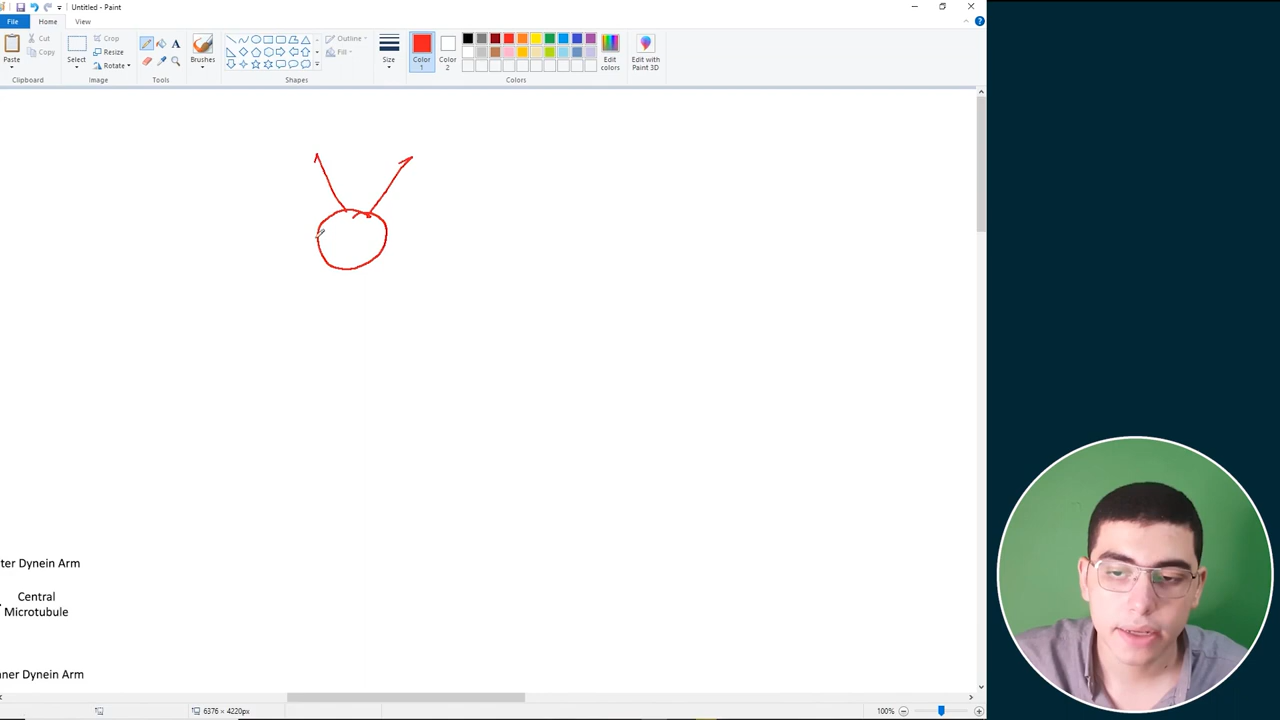 Untitled - Paint
File Home View
Paste
Cut
Copy
Clipboard
Select
Crop
Resize
Rotate
Image
A
Tools
Brushes
Outline
Fill
Shapes
Size
Color 1
Color 2
Edit colors
Edit with Paint 3D
Colors
ter Dynein Arm
Central
Microtubule
ner Dynein Arm
6376 × 4220px
100%